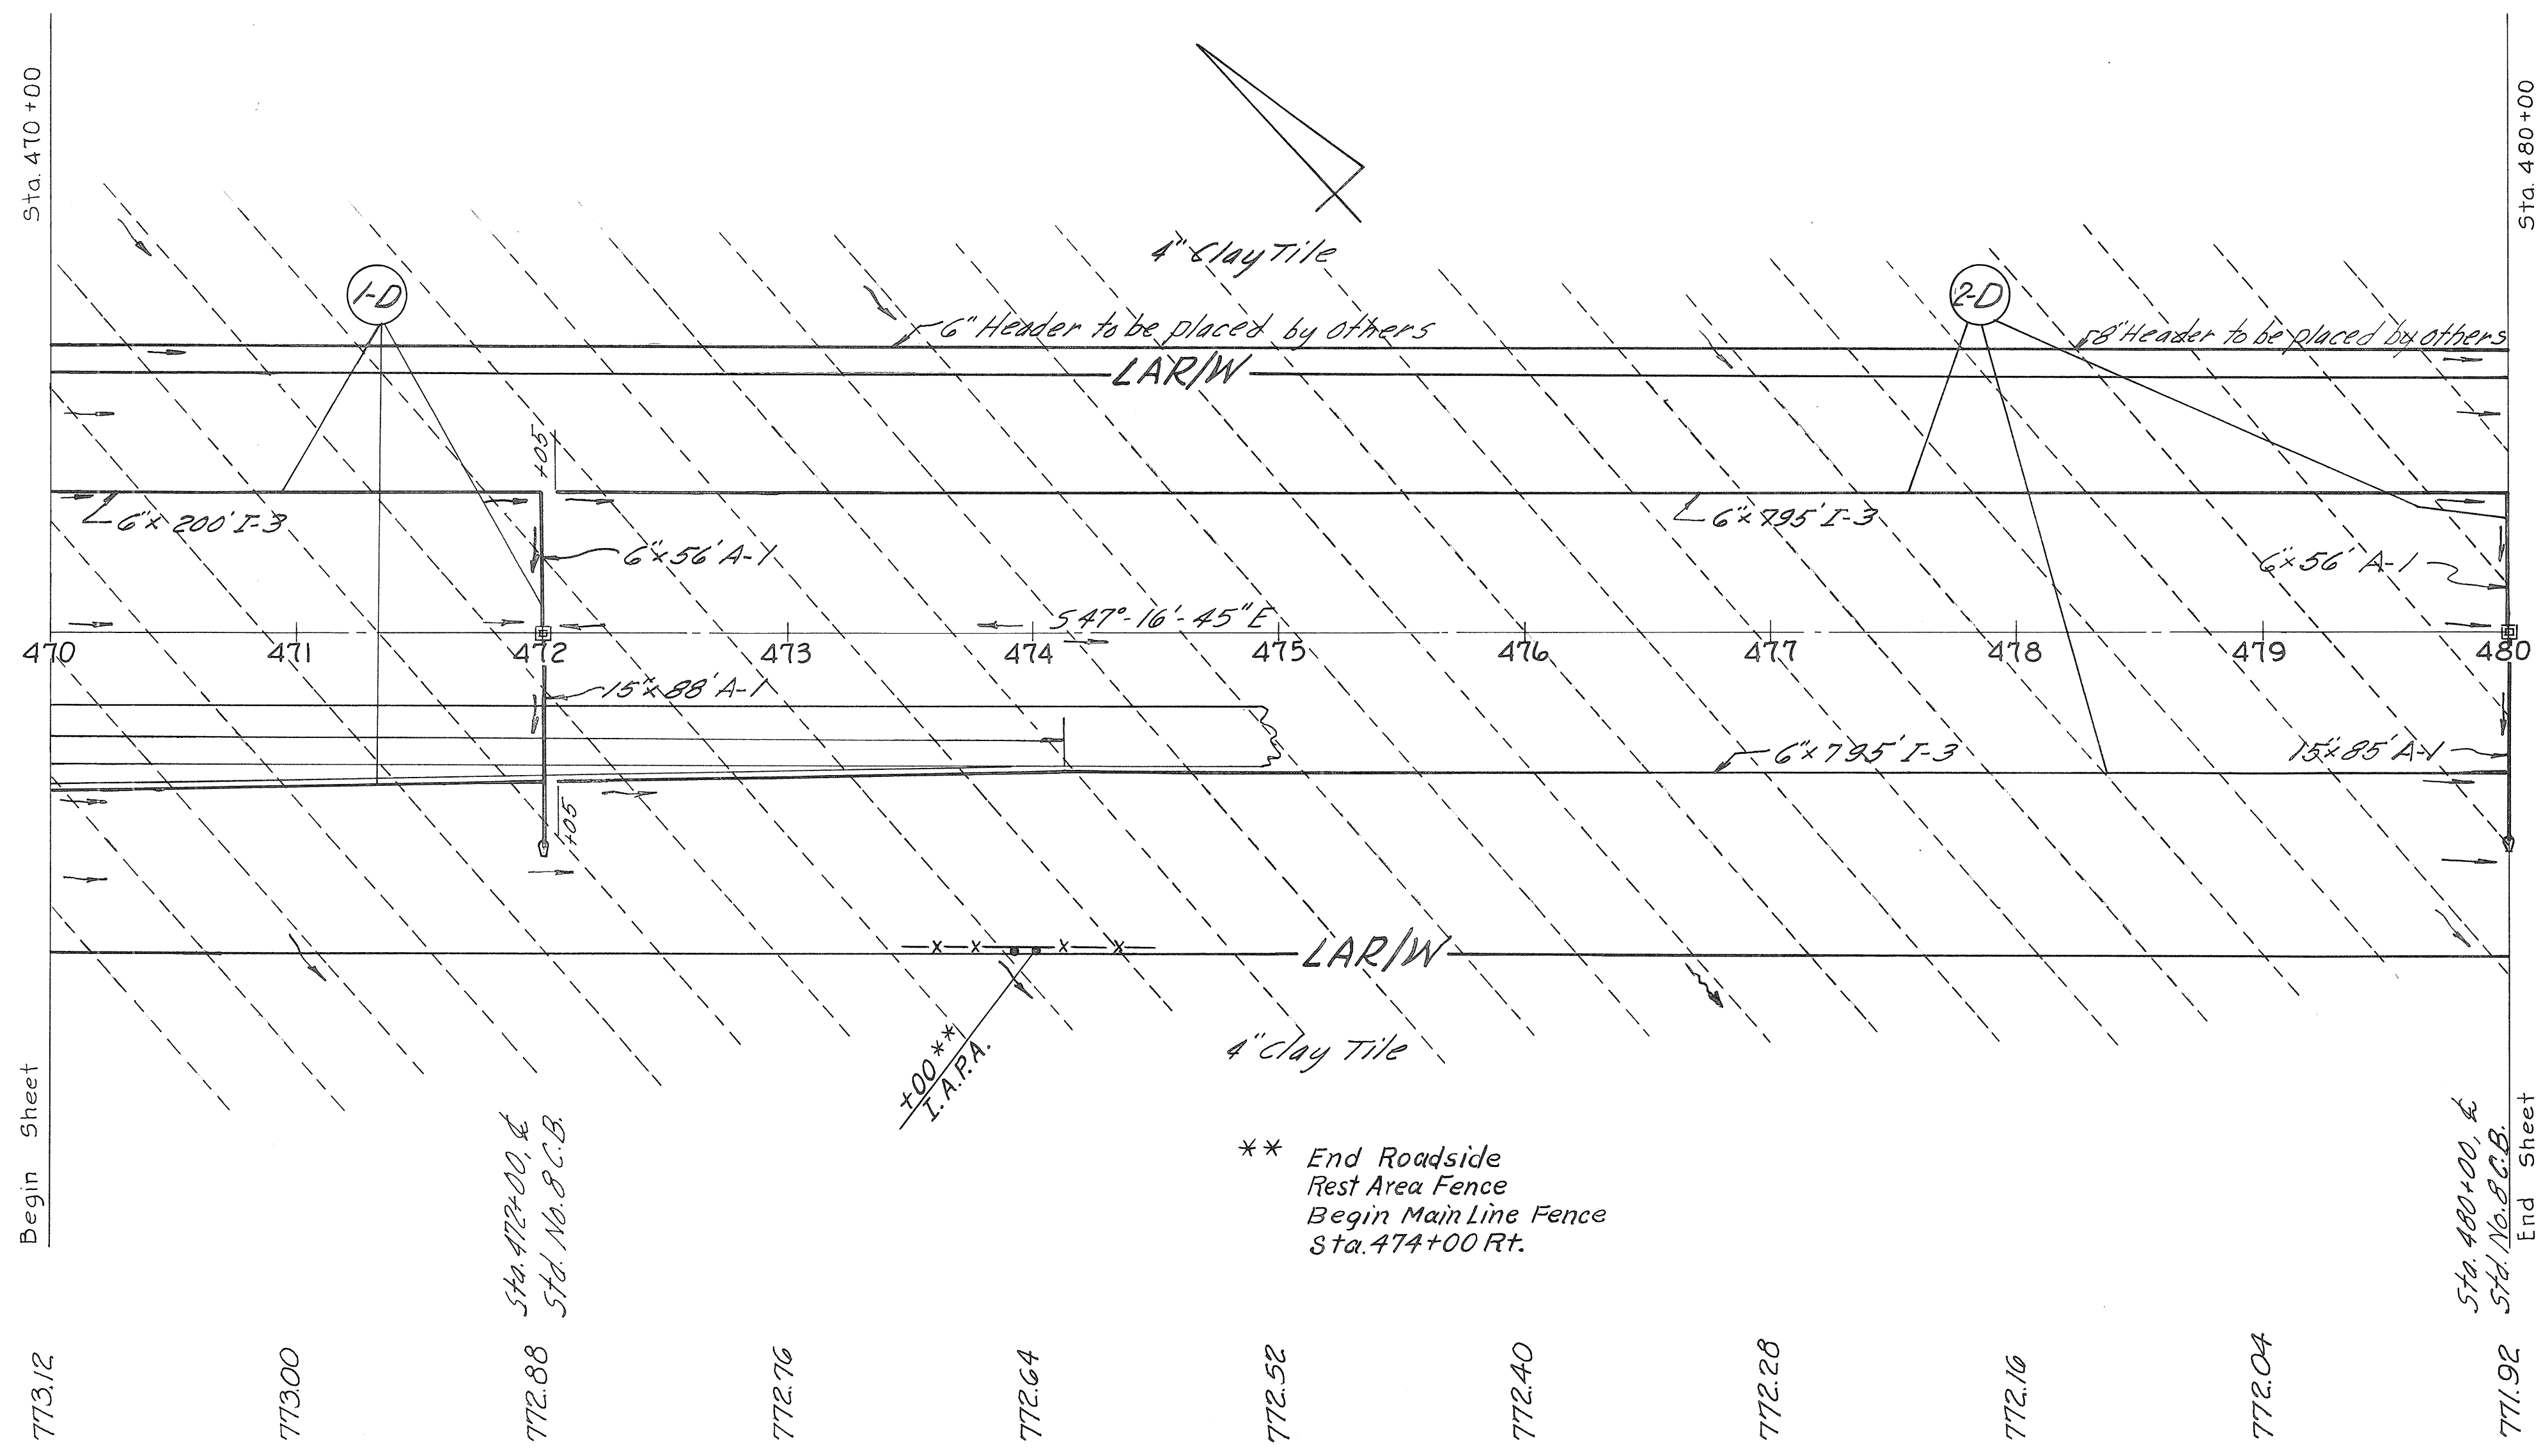 Sta. 470+00
Sta. 480+00
4" Clay Tile
1-D
2-D
6" Header to be placed by others
8" Header to be placed by others
LAR/W
+05
6"x 200' I-3
6"x 795' I-3
6"x 56' A-1
6"x 56' A-1
S 47°-16'-45" E
470
471
472
473
474
475
476
477
478
479
480
15"x 88' A-1
6"x 795' I-3
15"x 85' A-1
+05
LAR/W
+00 **
I.A.P.A.
4" Clay Tile
** End Roadside
Rest Area Fence
Begin Main Line Fence
Sta. 474+00 Rt.
Begin Sheet
Sta. 472+00, ℄
Std. No. 8 C.B.
Sta. 480+00, ℄
Std. No. 8 C.B.
End Sheet
773.12
773.00
772.88
772.76
772.64
772.52
772.40
772.28
772.16
772.04
771.92